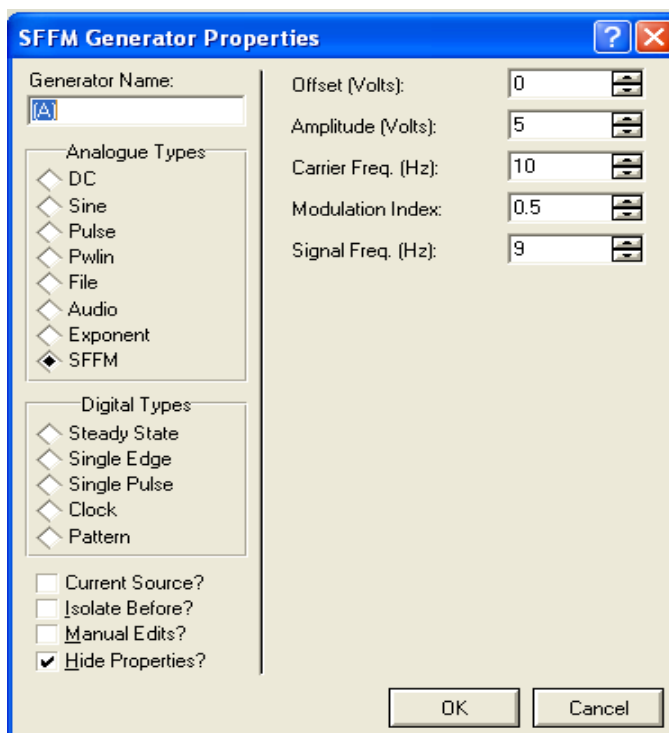 SFFM Generator Properties
?
Generator Name:
(A)
Analogue Types
DC
Sine
Pulse
Pwlin
File
Audio
Exponent
SFFM
Digital Types
Steady State
Single Edge
Single Pulse
Clock
Pattern
Current Source?
Isolate Before?
Manual Edits?
Hide Properties?
Offset (Volts): 0
Amplitude (Volts): 5
Carrier Freq. (Hz): 10
Modulation Index: 0.5
Signal Freq. (Hz): 9
OK Cancel